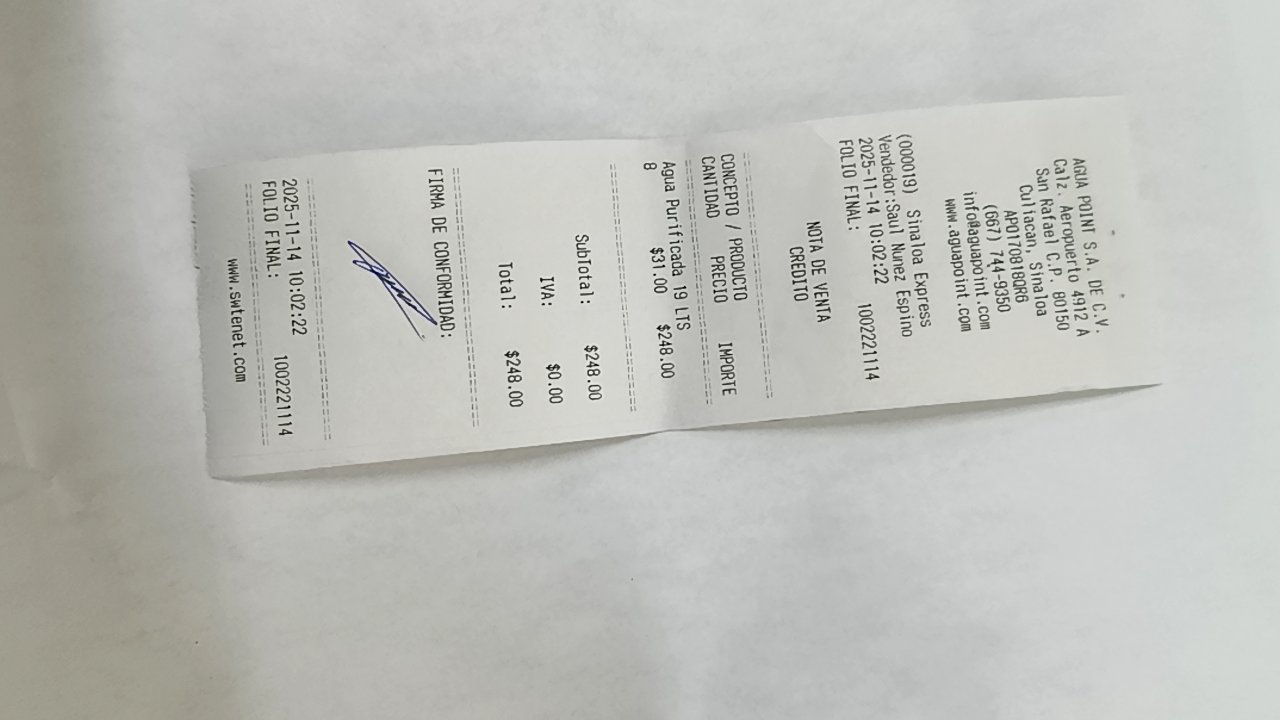 AGUA POINT S.A. DE C.V.
Calz. Aeropuerto 4912 A
San Rafael C.P. 80150
Culiacan, Sinaloa
APO170818QR6
(667) 744-9350
info@aguapoint.com
www.aguapoint.com
(000019) Sinaloa Express
Vendedor:Saul Nunez Espino
2025-11-14 10:02:22
FOLIO FINAL: 1002221114
NOTA DE VENTA
CREDITO
CONCEPTO / PRODUCTO
CANTIDAD PRECIO IMPORTE
Agua Purificada 19 LTS
8 $31.00 $248.00
SubTotal: $248.00
IVA: $0.00
Total: $248.00
FIRMA DE CONFORMIDAD:
2025-11-14 10:02:22
FOLIO FINAL: 1002221114
www.swtenet.com